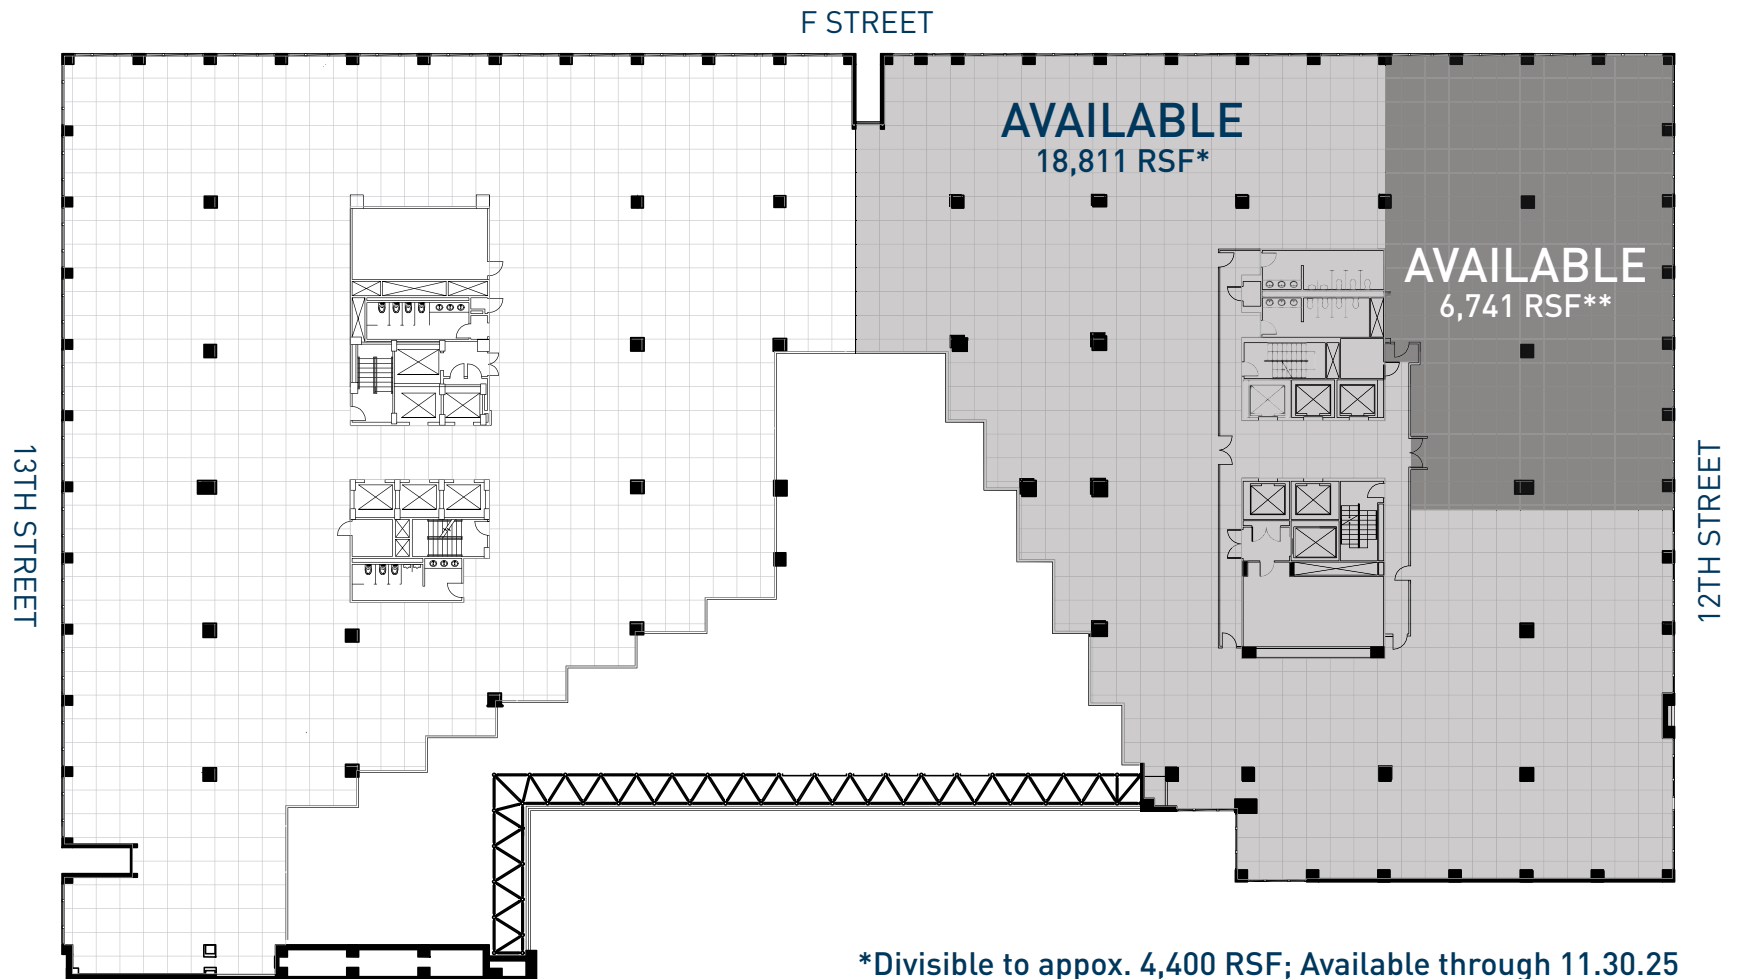 F STREET
AVAILABLE
18,811 RSF*
AVAILABLE
6,741 RSF**
13TH STREET
12TH STREET
*Divisible to appox. 4,400 RSF; Available through 11.30.25